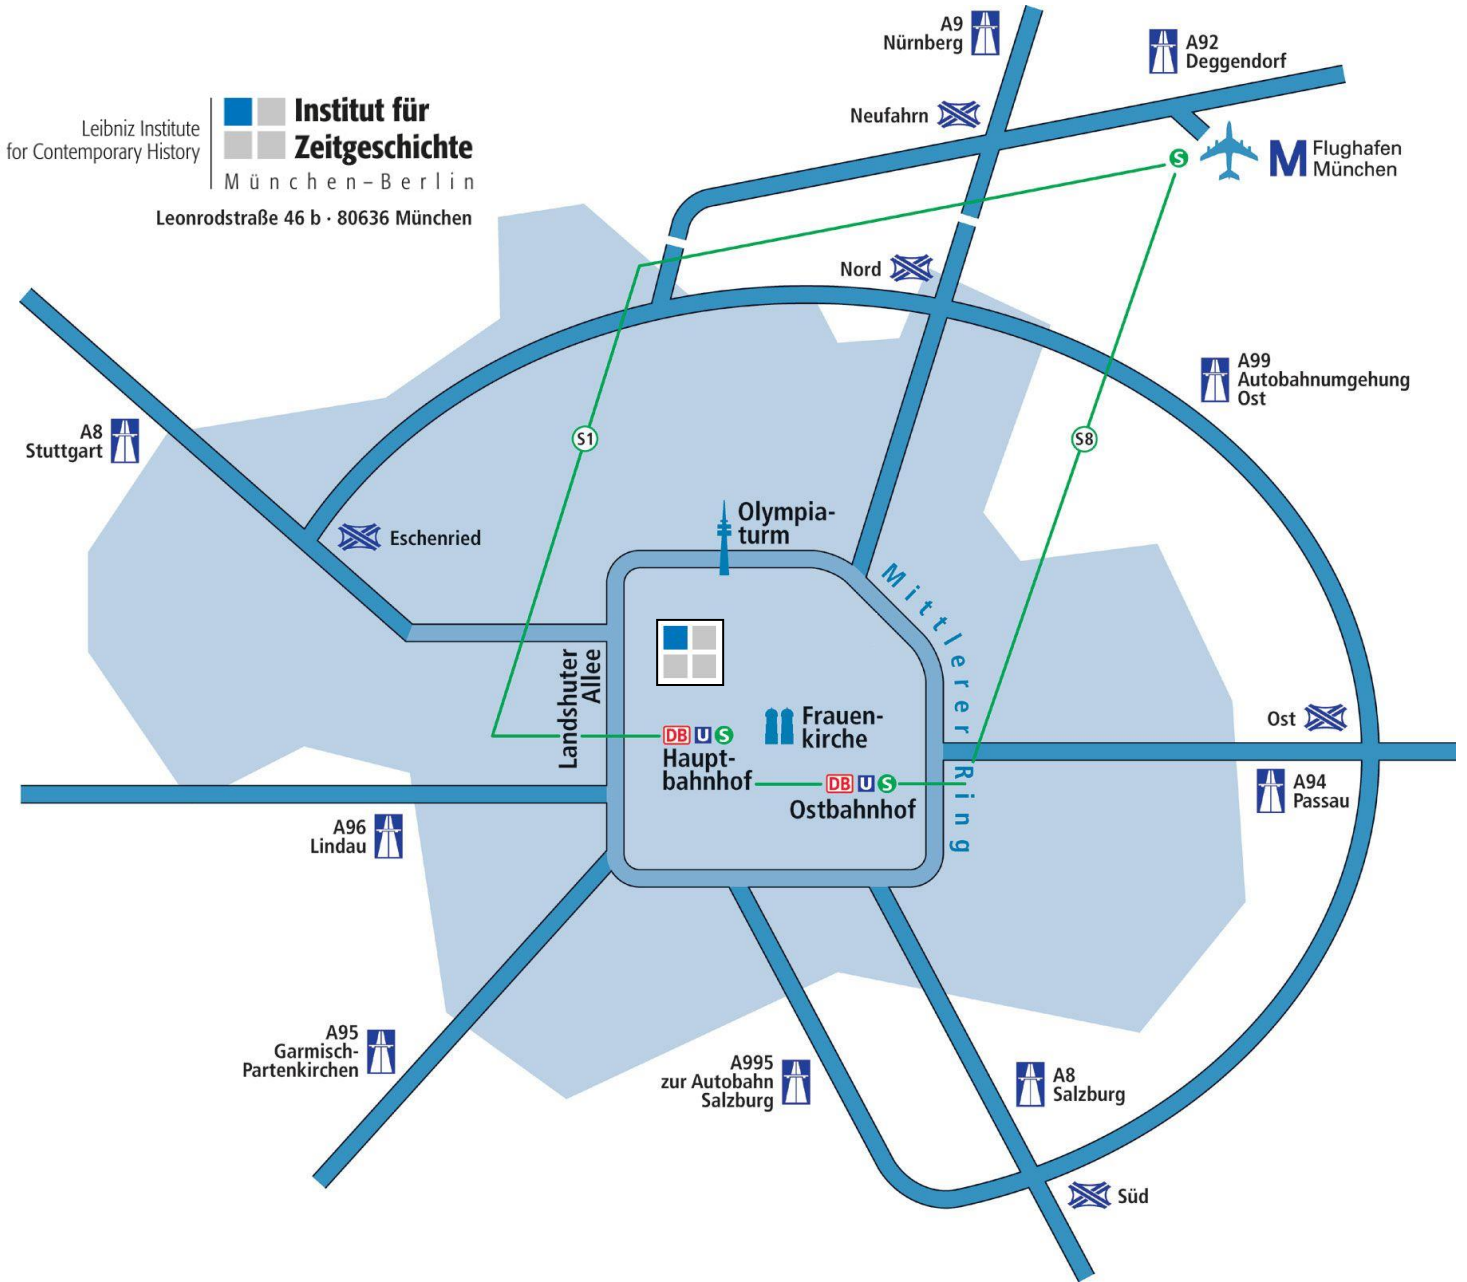 A9
Nürnberg
A92
Deggendorf
Neufahrn
S
M Flughafen
München
Leibniz Institute
for Contemporary History
Institut für
Zeitgeschichte
München–Berlin
Leonrodstraße 46 b · 80636 München
Nord
A99
Autobahnumgehung
Ost
A8
Stuttgart
S1
S8
Eschenried
Olympia-
turm
Mittlerer Ring
Landshuter
Allee
Frauen-
kirche
DB U S
Haupt-
bahnhof
DB U S
Ostbahnhof
Ost
A94
Passau
A96
Lindau
A95
Garmisch-
Partenkirchen
A995
zur Autobahn
Salzburg
A8
Salzburg
Süd